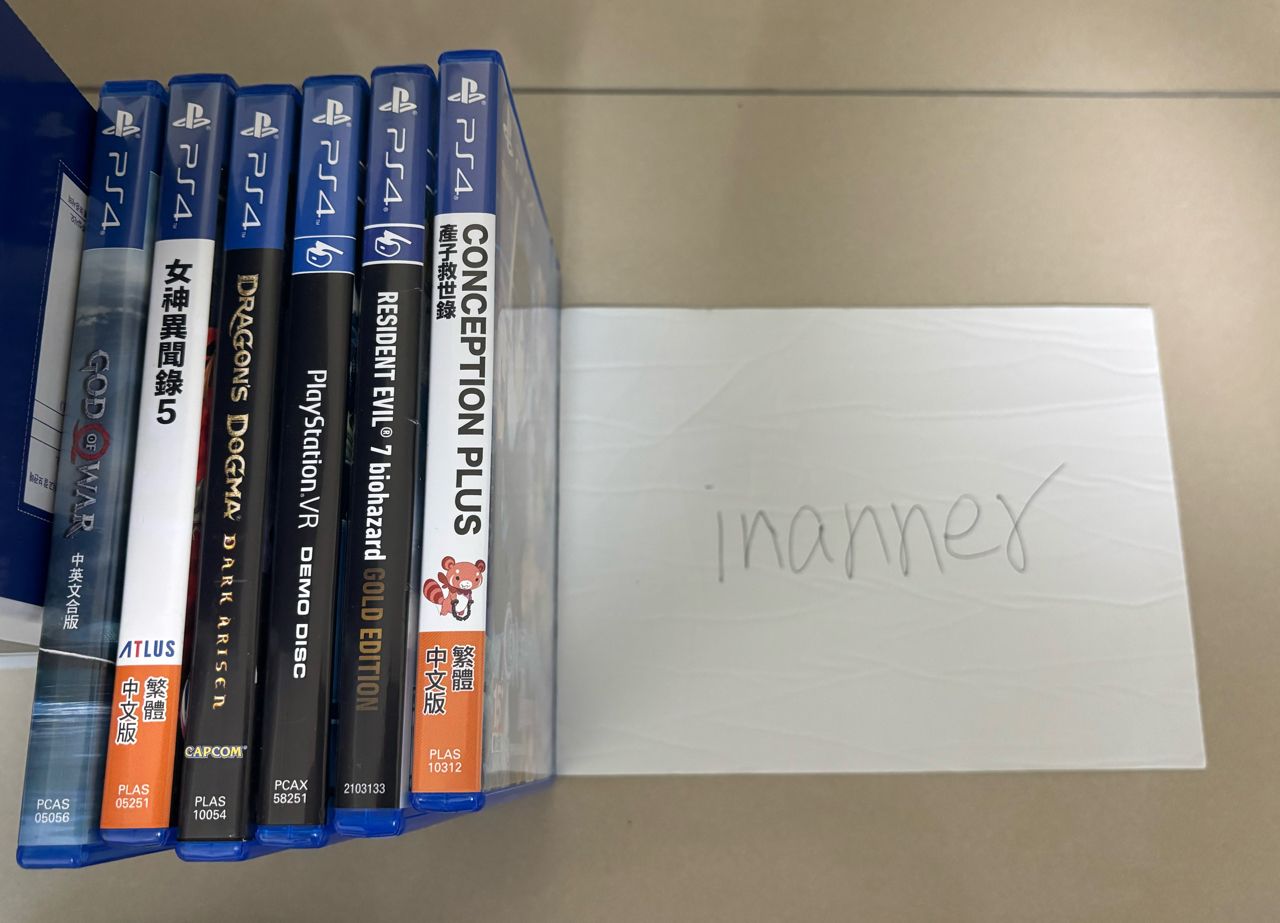 PS4
GOD OF WAR
中英文合版
PCAS
05056
PS4™
女神異聞錄5
ATLUS
繁體
中文版
PLAS
05251
PS4™
DRAGON'S DOGMA DARK ARISEN
CAPCOM®
PLAS
10054
PS4™
PlayStation®VR DEMO DISC
PCAX
58251
PS4®
RESIDENT EVIL® 7 biohazard GOLD EDITION
2103133
PS4®
CONCEPTION PLUS
產子救世錄
繁體
中文版
PLAS
10312
inanner